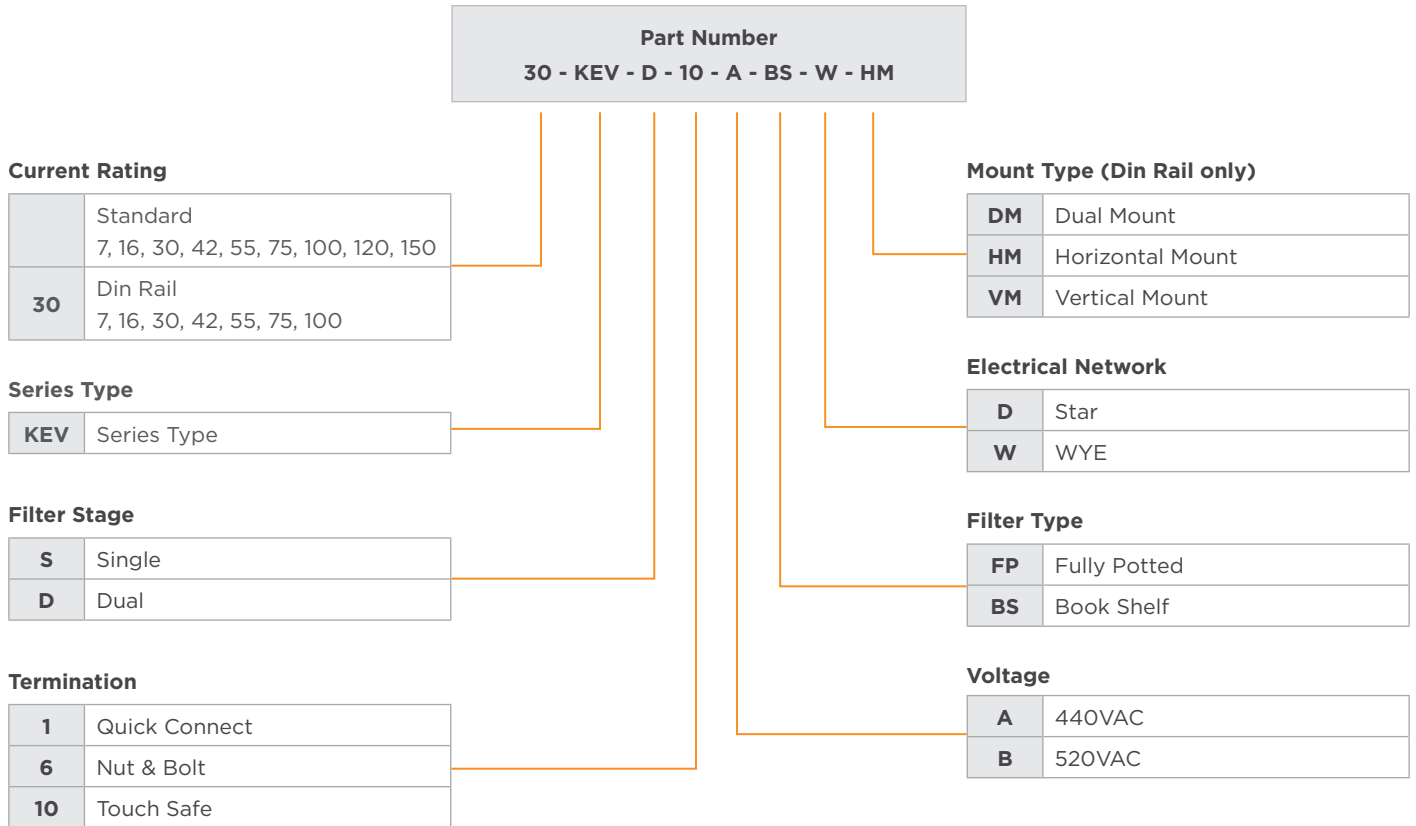 Part Number
30 - KEV - D - 10 - A - BS - W - HM
Current Rating
Standard
7, 16, 30, 42, 55, 75, 100, 120, 150
30
Din Rail
7, 16, 30, 42, 55, 75, 100
Series Type
KEV Series Type
Filter Stage
S Single
D Dual
Termination
1 Quick Connect
6 Nut & Bolt
10 Touch Safe
Mount Type (Din Rail only)
DM Dual Mount
HM Horizontal Mount
VM Vertical Mount
Electrical Network
D Star
W WYE
Filter Type
FP Fully Potted
BS Book Shelf
Voltage
A 440VAC
B 520VAC